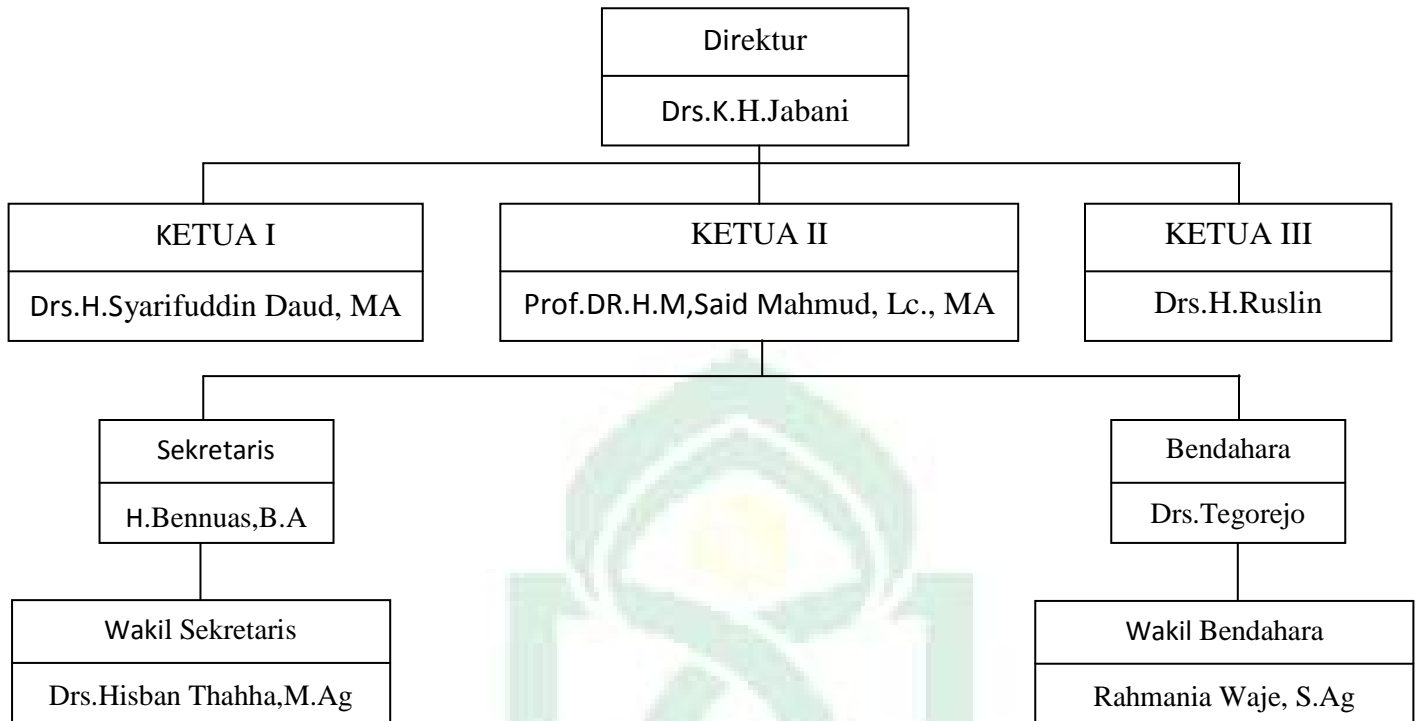 Direktur
Drs.K.H.Jabani
KETUA I
Drs.H.Syarifuddin Daud, MA
KETUA II
Prof.DR.H.M,Said Mahmud, Lc., MA
KETUA III
Drs.H.Ruslin
Sekretaris
H.Bennuas,B.A
Bendahara
Drs.Tegorejo
Wakil Sekretaris
Drs.Hisban Thahha,M.Ag
Wakil Bendahara
Rahmania Waje, S.Ag